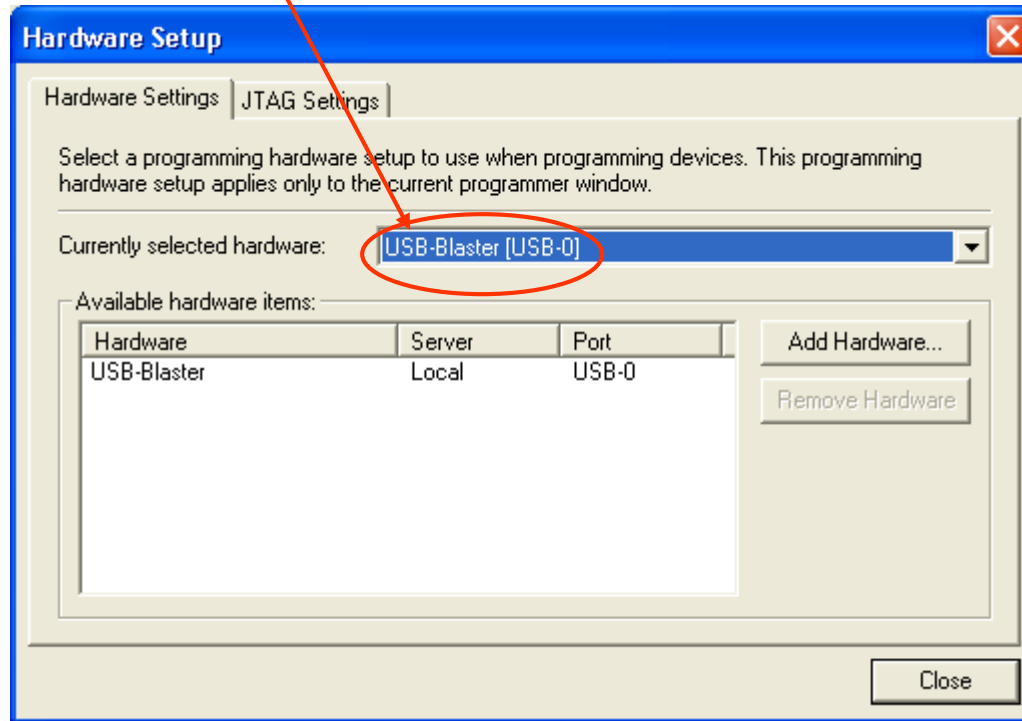 Hardware Setup
Hardware Settings JTAG Settings
Select a programming hardware setup to use when programming devices. This programming
hardware setup applies only to the current programmer window.
Currently selected hardware: USB-Blaster [USB-0]
Available hardware items:
Hardware Server Port
USB-Blaster Local USB-0
Add Hardware...
Remove Hardware
Close